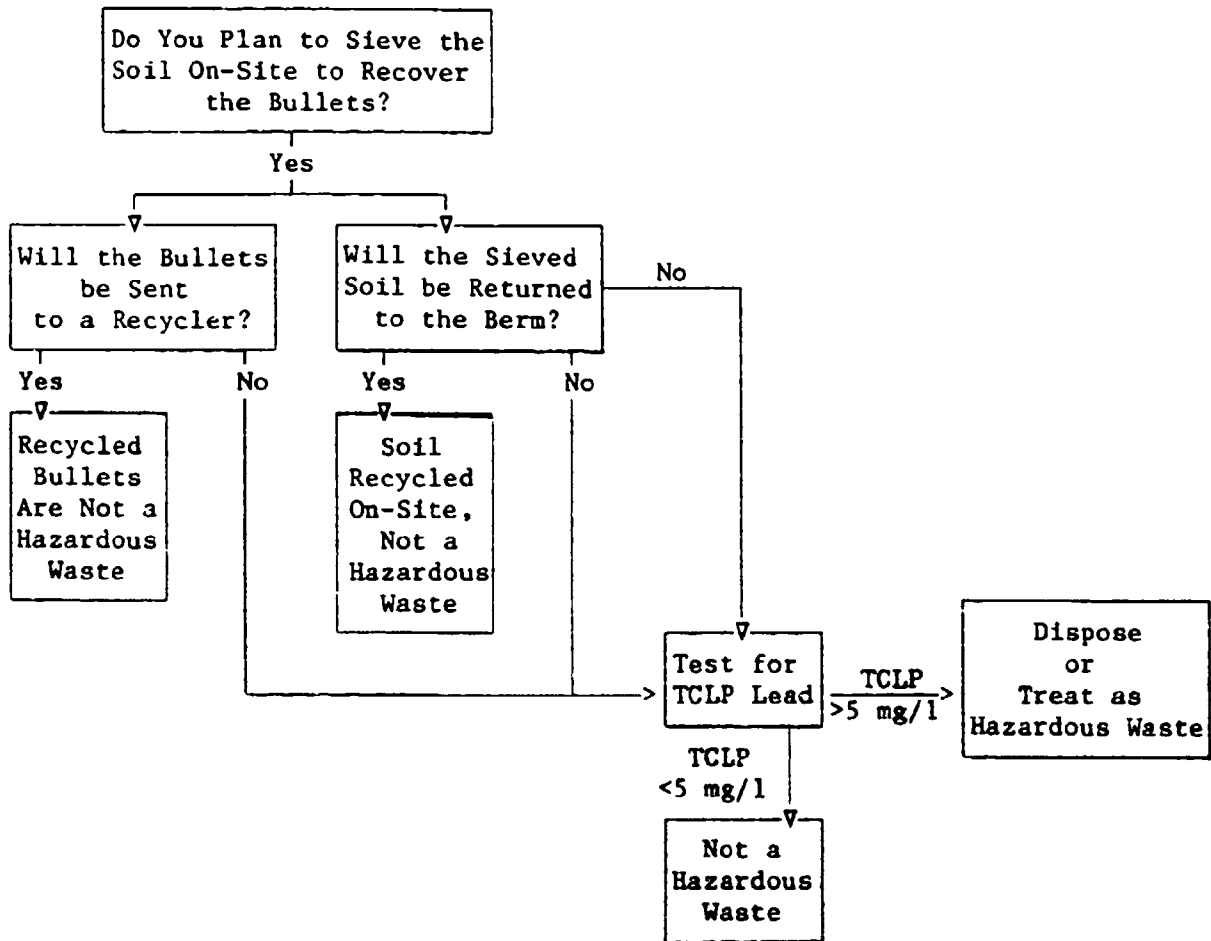 Do You Plan to Sieve the
Soil On-Site to Recover
the Bullets?
Yes
Will the Bullets
be Sent
to a Recycler?
Will the Sieved
Soil be Returned
to the Berm?
No
Yes
No
Yes
No
Recycled
Bullets
Are Not a
Hazardous
Waste
Soil
Recycled
On-Site,
Not a
Hazardous
Waste
Test for
TCLP Lead
TCLP
>5 mg/l
Dispose
or
Treat as
Hazardous Waste
TCLP
<5 mg/l
Not a
Hazardous
Waste